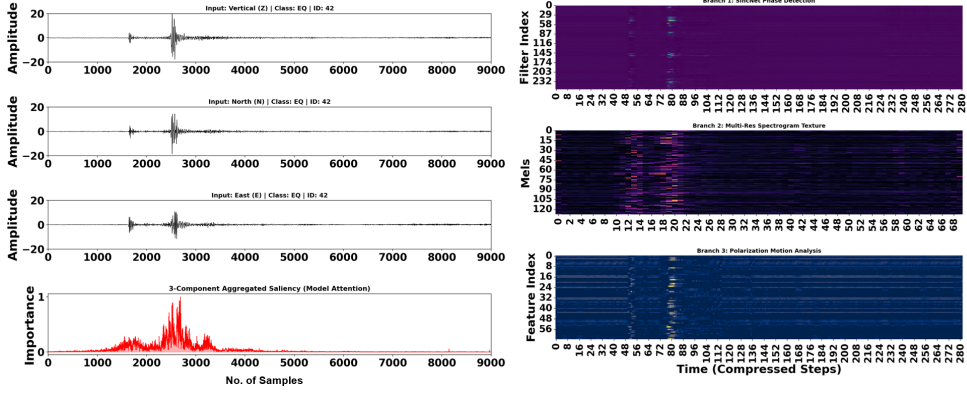 Input: Vertical (Z) | Class: EQ | ID: 42
Amplitude
20
0
−20
0 1000 2000 3000 4000 5000 6000 7000 8000 9000
Input: North (N) | Class: EQ | ID: 42
Amplitude
20
0
−20
0 1000 2000 3000 4000 5000 6000 7000 8000 9000
Input: East (E) | Class: EQ | ID: 42
Amplitude
20
0
−20
0 1000 2000 3000 4000 5000 6000 7000 8000 9000
3-Component Aggregated Saliency (Model Attention)
Importance
1
0
0 1000 2000 3000 4000 5000 6000 7000 8000 9000
No. of Samples
Branch 1: SincNet Phase Detection
Filter Index
0
29
58
87
116
145
174
203
232
0 8 16 24 32 40 48 56 64 72 80 88 96 104 112 120 128 136 144 152 160 168 176 184 192 200 208 216 224 232 240 248 256 264 272 280
Branch 2: Multi-Res Spectrogram Texture
Mels
0
15
30
45
60
75
90
105
120
0 2 4 6 8 10 12 14 16 18 20 22 24 26 28 30 32 34 36 38 40 42 44 46 48 50 52 54 56 58 60 62 64 66 68
Branch 3: Polarization Motion Analysis
Feature Index
0
8
16
24
32
40
48
56
0 8 16 24 32 40 48 56 64 72 80 88 96 104 112 120 128 136 144 152 160 168 176 184 192 200 208 216 224 232 240 248 256 264 272 280
Time (Compressed Steps)